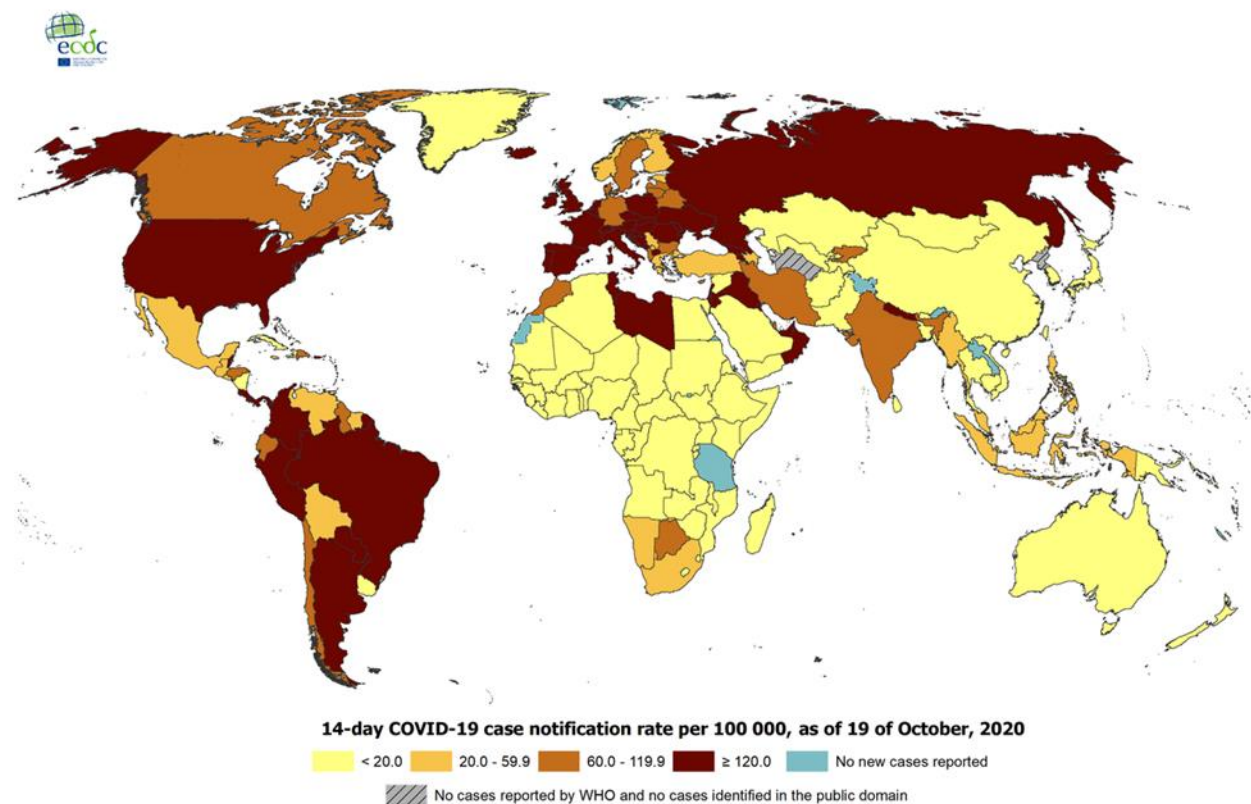 ecdc
14-day COVID-19 case notification rate per 100 000, as of 19 of October, 2020
< 20.0 20.0 - 59.9 60.0 - 119.9 ≥ 120.0 No new cases reported
No cases reported by WHO and no cases identified in the public domain